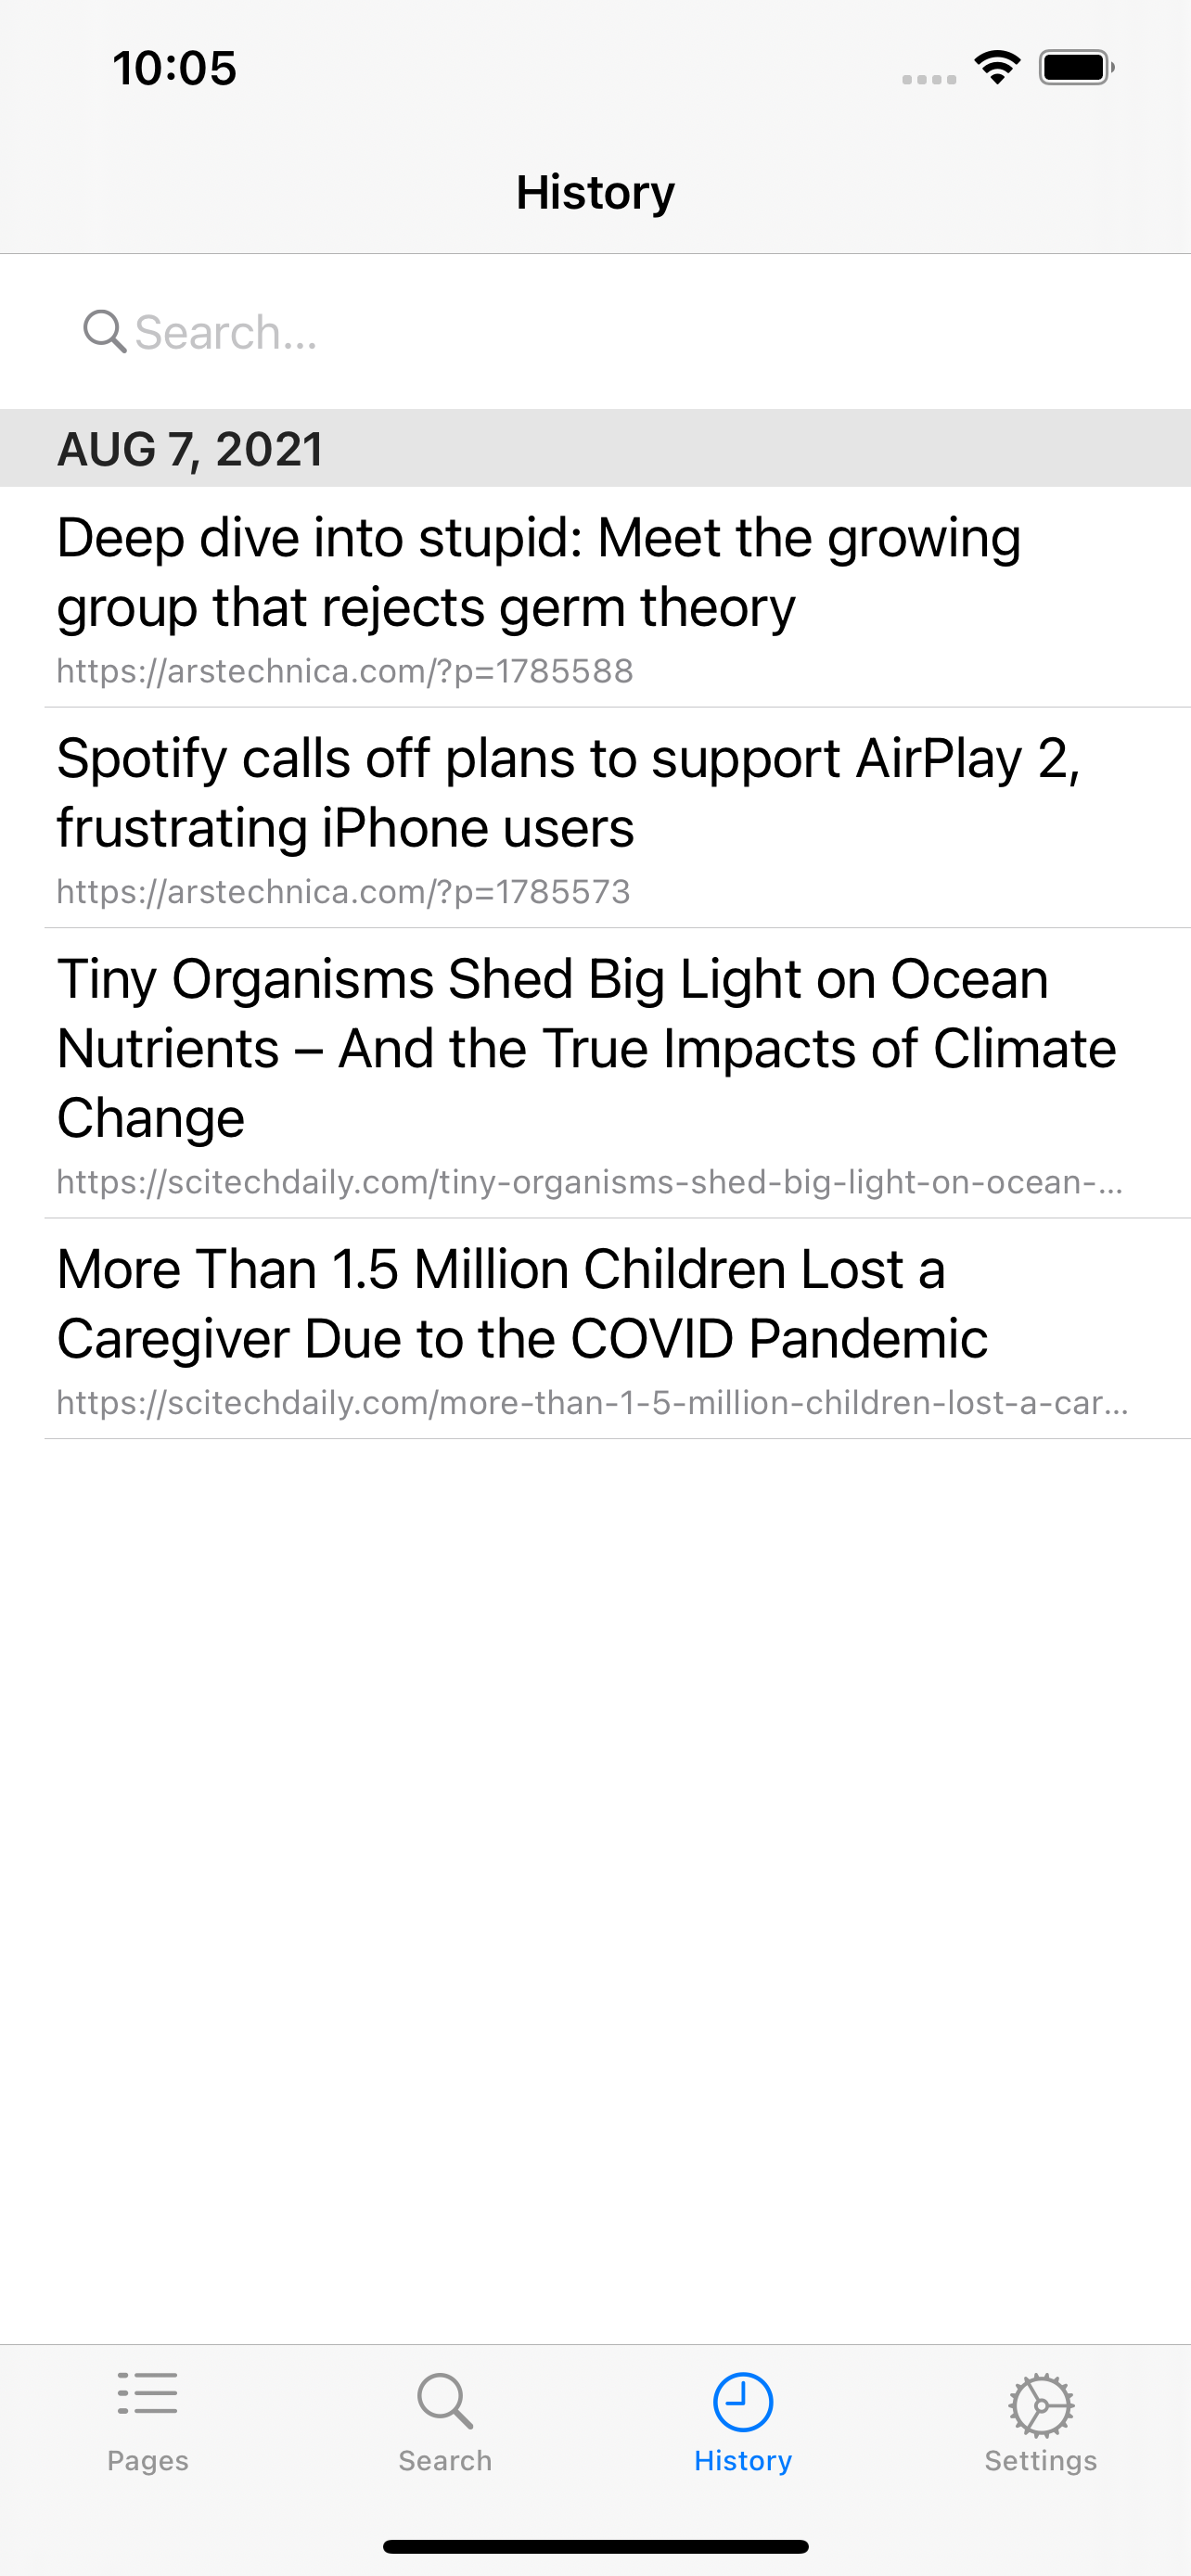 10:05
History
Search...
AUG 7, 2021
Deep dive into stupid: Meet the growing
group that rejects germ theory
https://arstechnica.com/?p=1785588
Spotify calls off plans to support AirPlay 2,
frustrating iPhone users
https://arstechnica.com/?p=1785573
Tiny Organisms Shed Big Light on Ocean
Nutrients – And the True Impacts of Climate
Change
https://scitechdaily.com/tiny-organisms-shed-big-light-on-ocean-...
More Than 1.5 Million Children Lost a
Caregiver Due to the COVID Pandemic
https://scitechdaily.com/more-than-1-5-million-children-lost-a-car...
Pages
Search
History
Settings